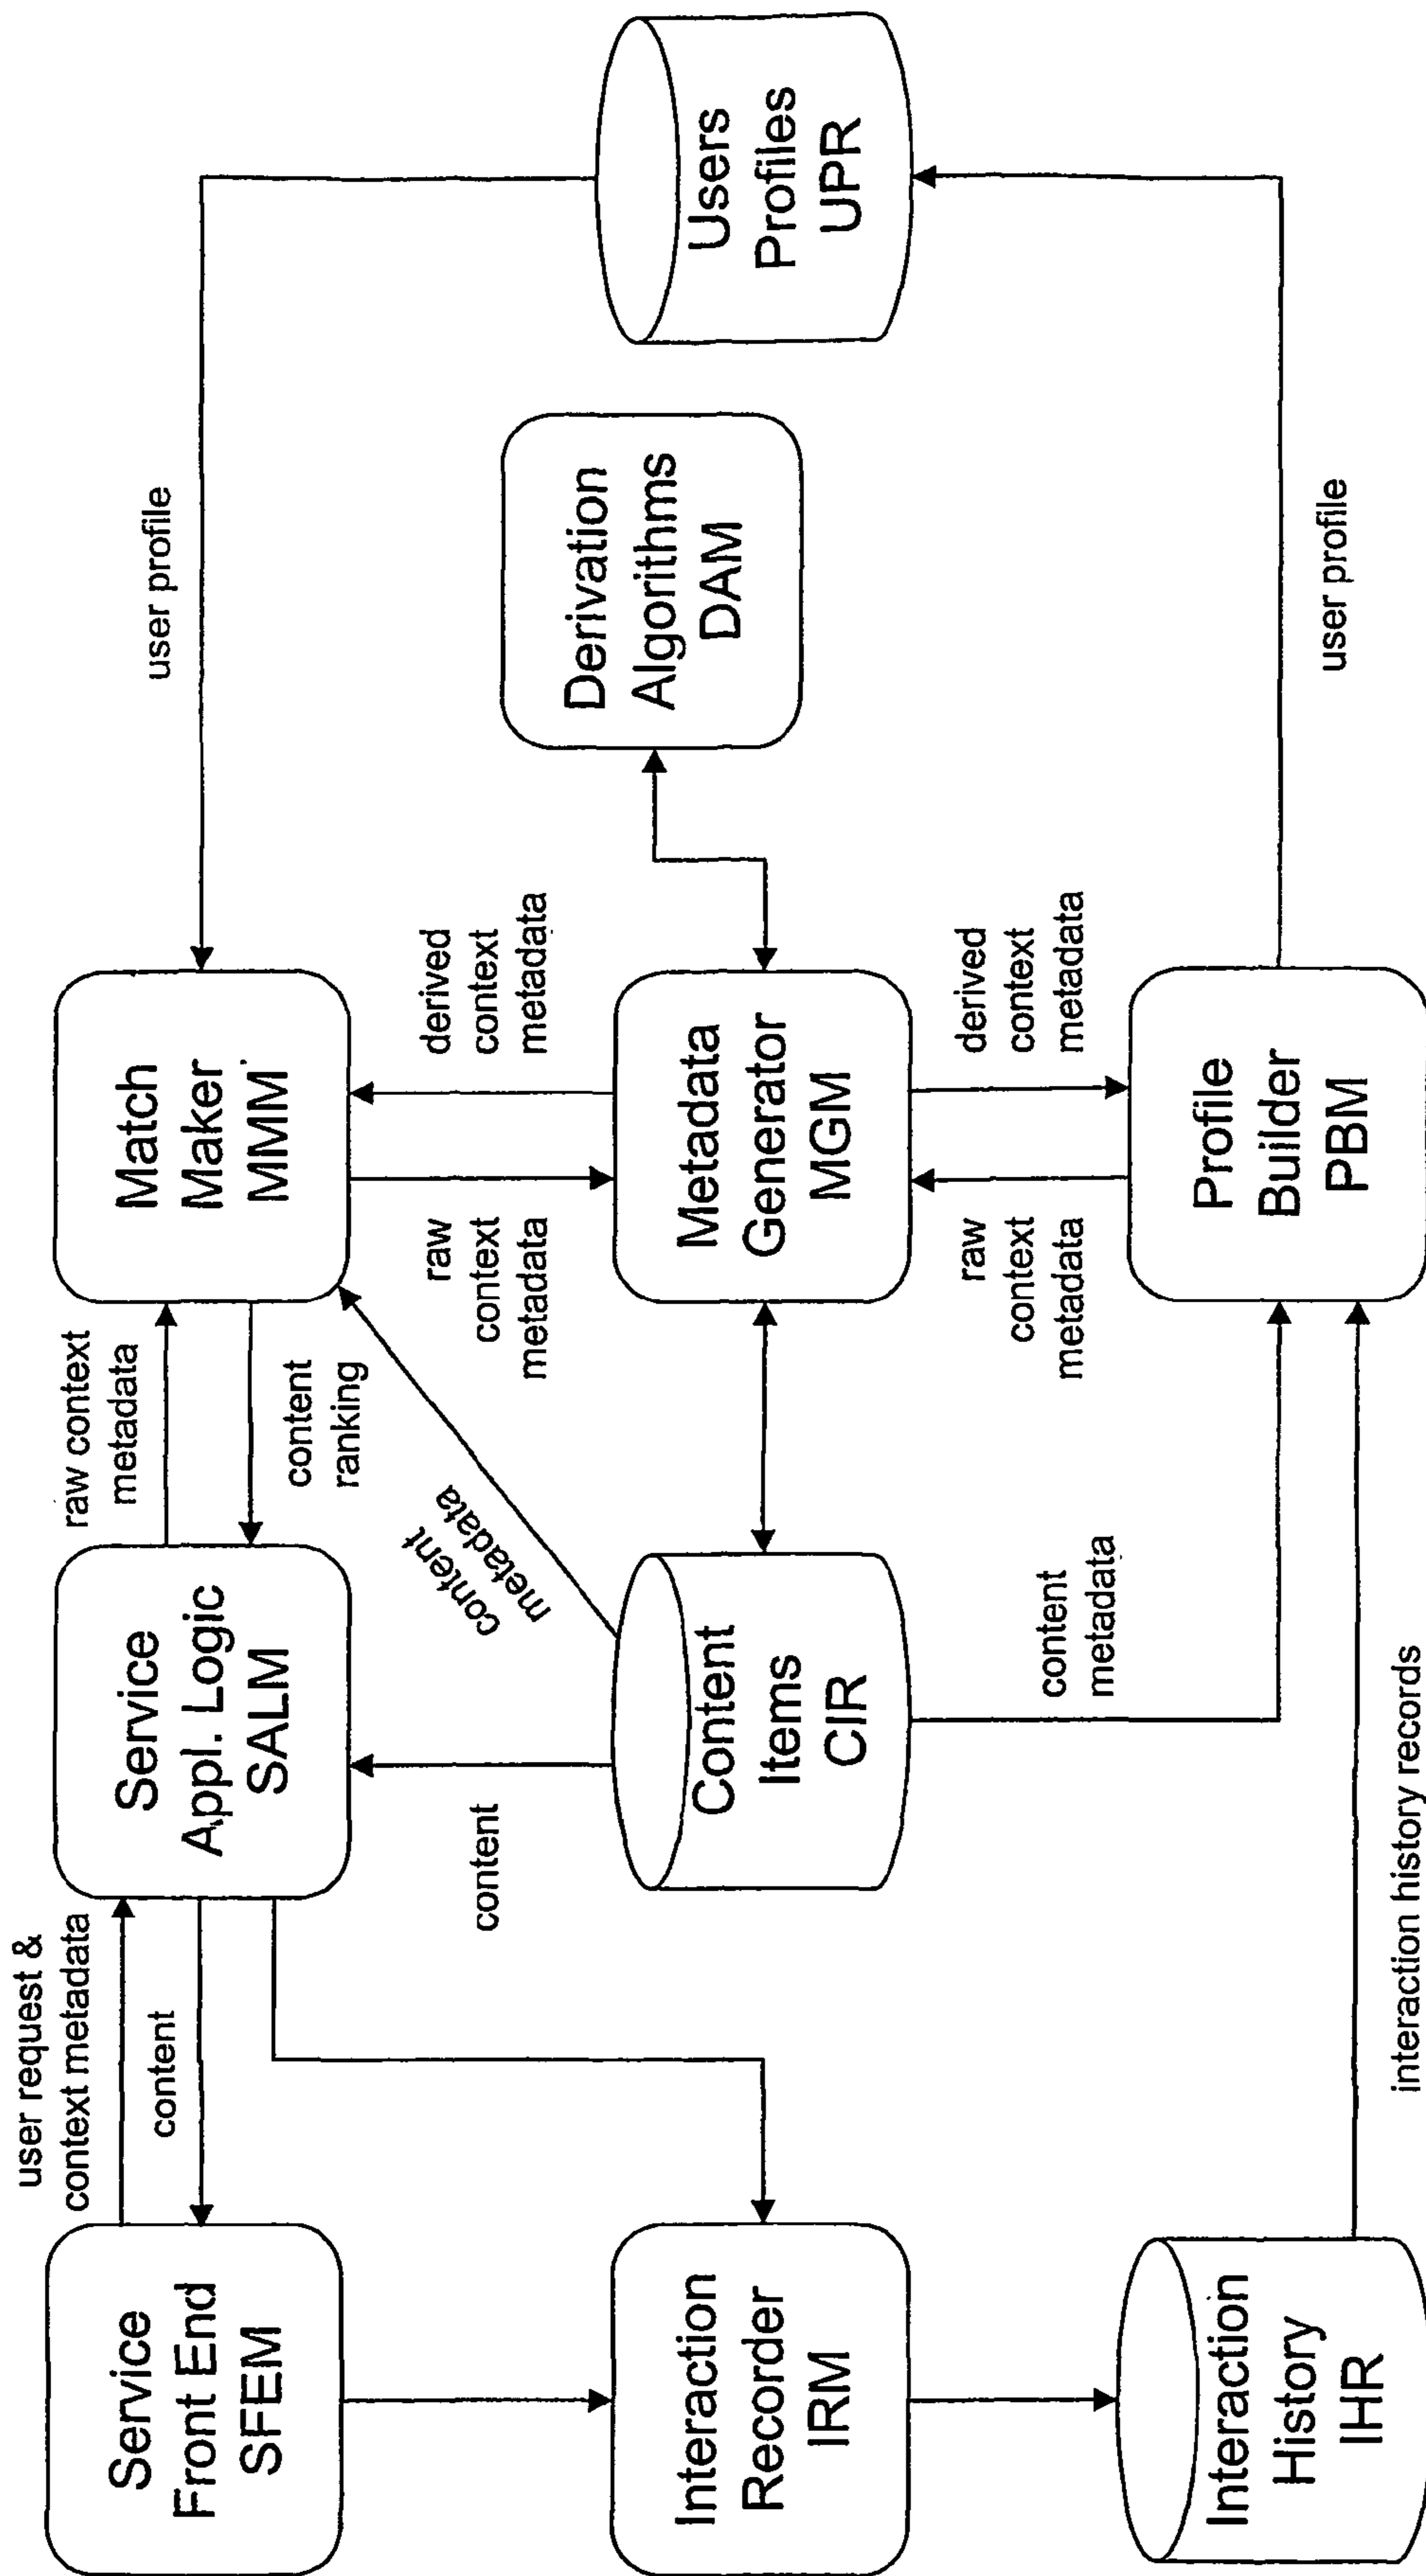 user request &
context metadata
content
Service
Front End
SFEM
Service
Appl. Logic
SALM
raw context
metadata
content
ranking
Match
Maker
MMM
user profile
content
content
metadata
raw
context
metadata
derived
context
metadata
Interaction
Recorder
IRM
Content
Items
CIR
Metadata
Generator
MGM
Derivation
Algorithms
DAM
Users
Profiles
UPR
content
metadata
raw
context
metadata
derived
context
metadata
Interaction
History
IHR
Profile
Builder
PBM
user profile
interaction history records